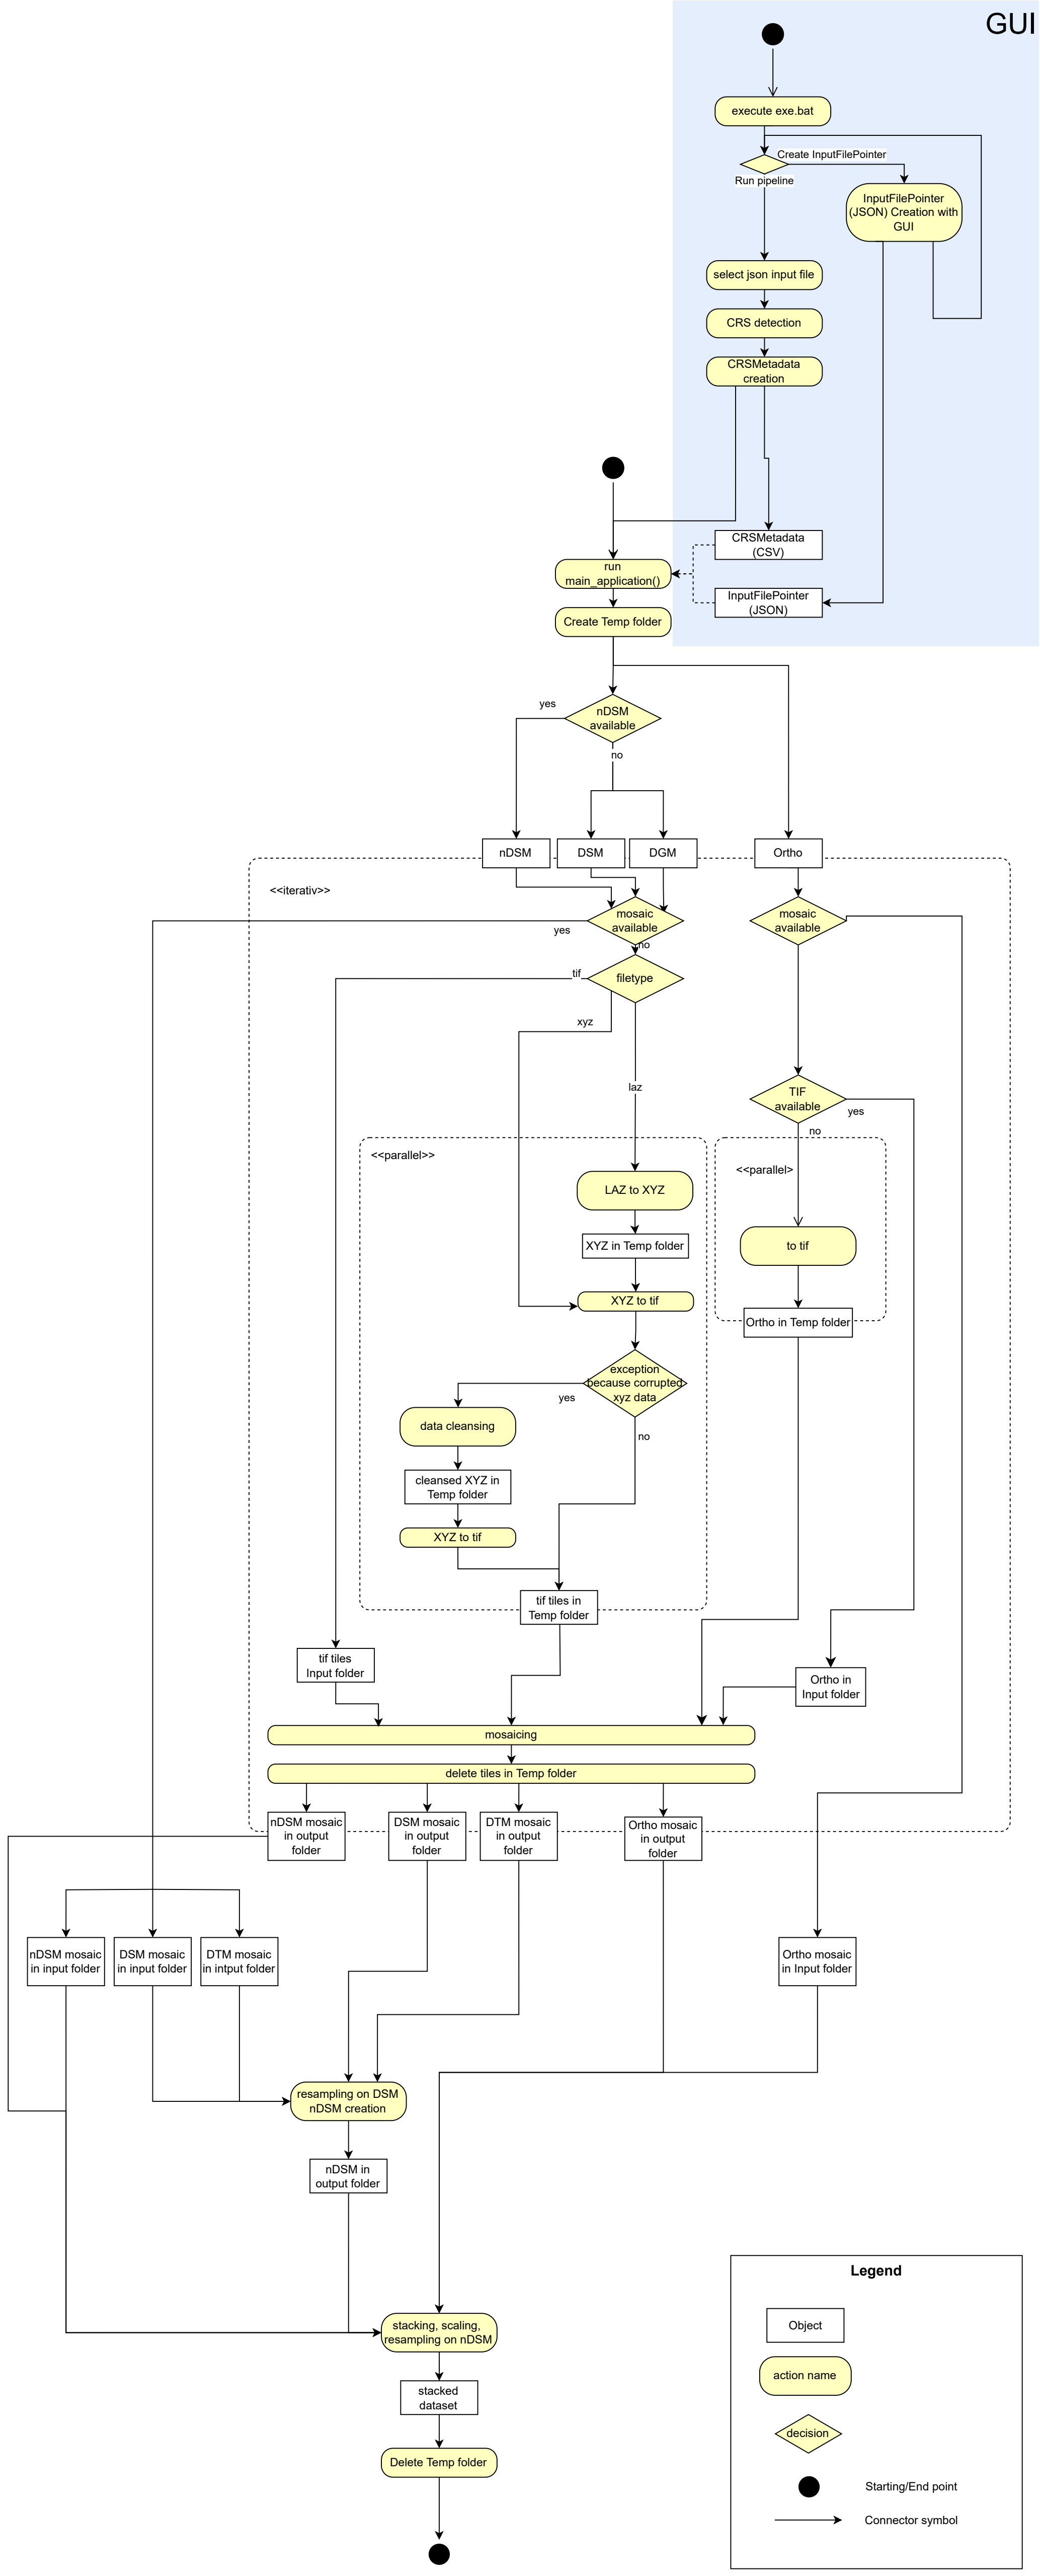 GUI
execute exe.bat
Create InputFilePointer
Run pipeline
InputFilePointer
(JSON) Creation with
GUI
select json input file
CRS detection
CRSMetadata
creation
CRSMetadata
(CSV)
run
main_application()
InputFilePointer
(JSON)
Create Temp folder
nDSM
available
yes
no
nDSM
DSM
DGM
Ortho
<<iterativ>>
mosaic
available
mosaic
available
yes
no
tif
filetype
xyz
laz
TIF
available
yes
no
<<parallel>>
<<parallel>
LAZ to XYZ
XYZ in Temp folder
to tif
XYZ to tif
Ortho in Temp folder
exception
because corrupted
xyz data
yes
no
data cleansing
cleansed XYZ in
Temp folder
XYZ to tif
tif tiles in
Temp folder
tif tiles
Input folder
Ortho in
Input folder
mosaicing
delete tiles in Temp folder
nDSM mosaic
in output
folder
DSM mosaic
in output
folder
DTM mosaic
in output
folder
Ortho mosaic
in output
folder
nDSM mosaic
in input folder
DSM mosaic
in input folder
DTM mosaic
in intput folder
Ortho mosaic
in Input folder
resampling on DSM
nDSM creation
nDSM in
output folder
stacking, scaling,
resampling on nDSM
stacked
dataset
Delete Temp folder
Legend
Object
action name
decision
Starting/End point
Connector symbol